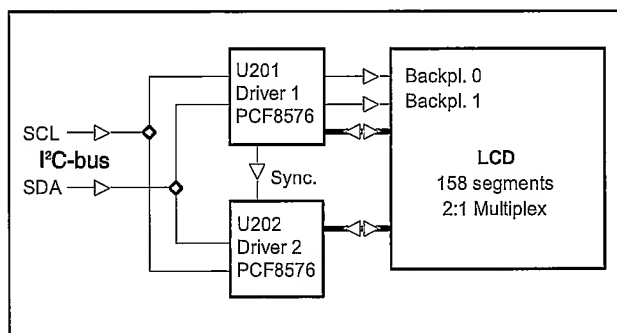 U201
Driver 1
PCF8576
Backpl. 0
Backpl. 1
SCL
I²C-bus
SDA
Sync.
LCD
158 segments
2:1 Multiplex
U202
Driver 2
PCF8576